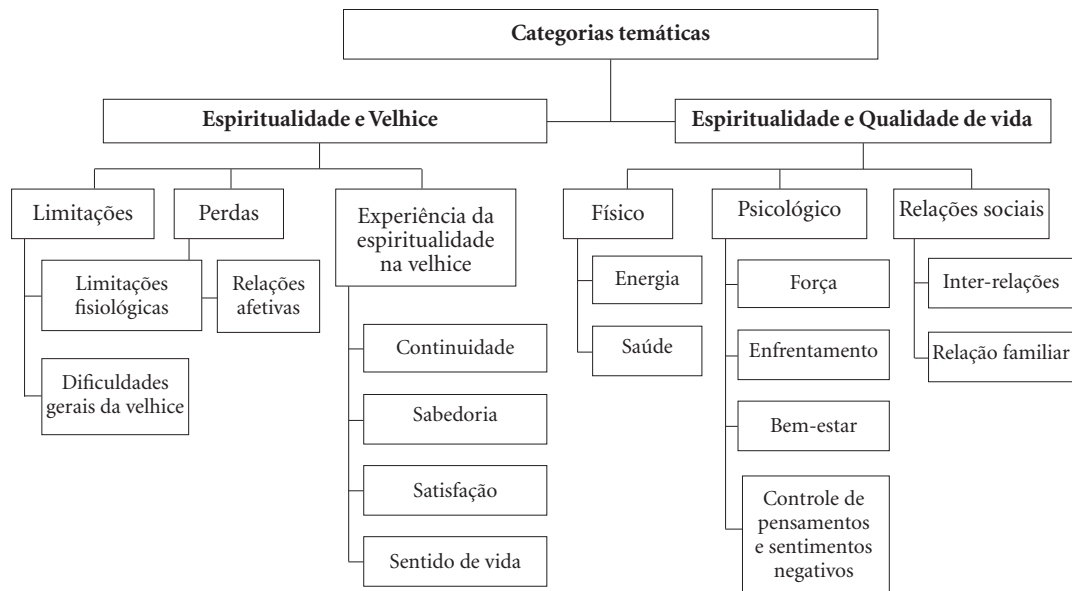 Categorias temáticas
Espiritualidade e Velhice
Espiritualidade e Qualidade de vida
Limitações
Perdas
Experiência da
espiritualidade
na velhice
Físico
Psicológico
Relações sociais
Limitações
fisiológicas
Relações
afetivas
Dificuldades
gerais da velhice
Continuidade
Sabedoria
Satisfação
Sentido de vida
Energia
Saúde
Força
Enfrentamento
Bem-estar
Controle de
pensamentos
e sentimentos
negativos
Inter-relações
Relação familiar